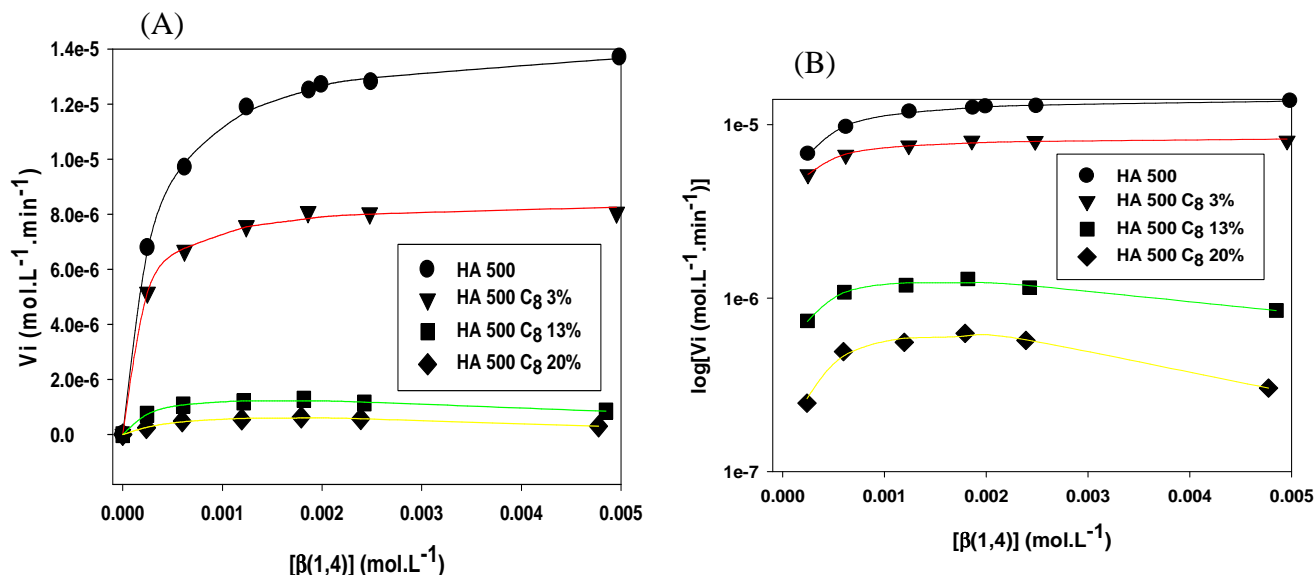 (A)
1.4e-5
1.2e-5
1.0e-5
8.0e-6
6.0e-6
4.0e-6
2.0e-6
0.0
Vi (mol.L⁻¹.min⁻¹)
HA 500
HA 500 C₈ 3%
HA 500 C₈ 13%
HA 500 C₈ 20%
0.000 0.001 0.002 0.003 0.004 0.005
[β(1,4)] (mol.L⁻¹)
(B)
1e-5
1e-6
1e-7
log[Vi (mol.L⁻¹.min⁻¹)]
HA 500
HA 500 C₈ 3%
HA 500 C₈ 13%
HA 500 C₈ 20%
0.000 0.001 0.002 0.003 0.004 0.005
[β(1,4)] (mol.L⁻¹)